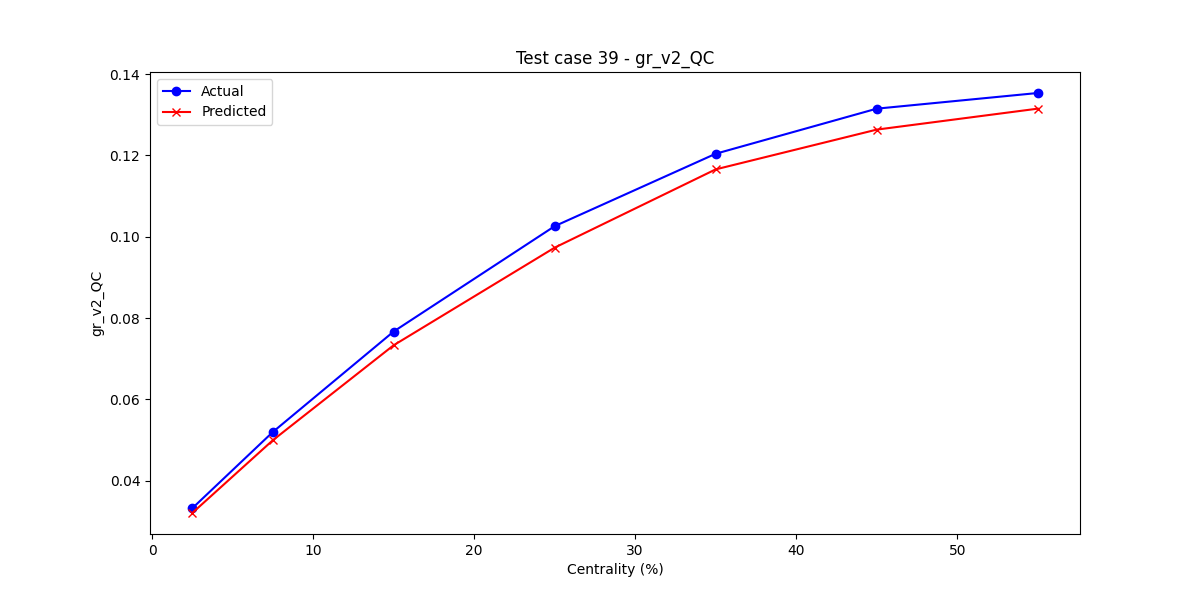 Test case 39 - gr_v2_QC
Actual
Predicted
gr_v2_QC
0.14
0.12
0.10
0.08
0.06
0.04
0 10 20 30 40 50
Centrality (%)